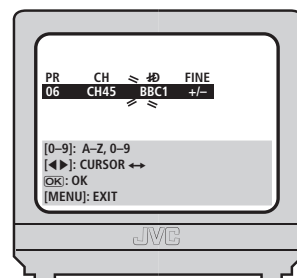 PR CH ID FINE
06 CH45 BBC1 +/–
[0–9]: A–Z, 0–9
[◀▶]: CURSOR ↔
OK: OK
[MENU]: EXIT
JVC